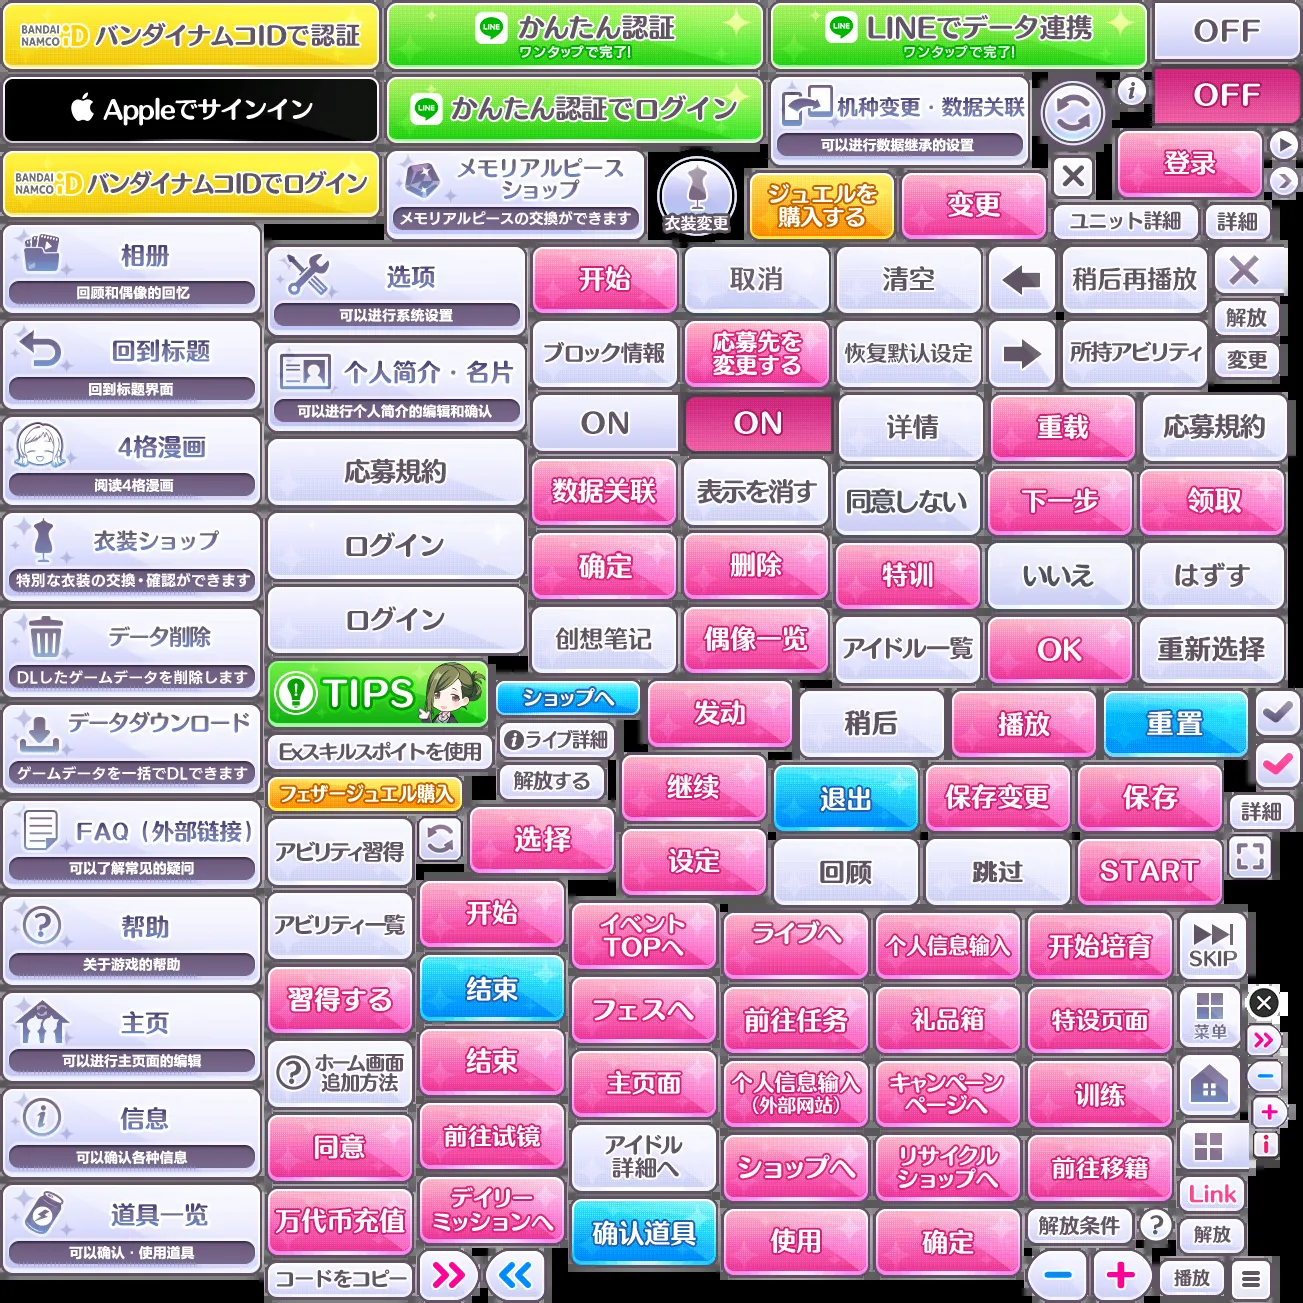 BANDAI NAMCO iD バンダイナムコIDで認証
LINE かんたん認証
ワンタップで完了!
LINE LINEでデータ連携
ワンタップで完了!
OFF
Appleでサインイン
LINE かんたん認証でログイン
机种变更・数据关联
可以进行数据继承的设置
i
OFF
BANDAI NAMCO iD バンダイナムコIDでログイン
メモリアルピース
ショップ
メモリアルピースの交換ができます
衣装変更
ジュエルを
購入する
变更
登录
ユニット詳細
詳細
相册
回顾和偶像的回忆
选项
可以进行系统设置
开始
取消
清空
稍后再播放
解放
回到标题
回到标题界面
个人简介・名片
可以进行个人简介的编辑和确认
ブロック情報
応募先を
変更する
恢复默认设定
所持アビリティ
変更
4格漫画
阅读4格漫画
応募規約
ON
ON
详情
重载
応募規約
数据关联
表示を消す
同意しない
下一步
领取
衣装ショップ
特別な衣装の交換・確認ができます
ログイン
确定
删除
特训
いいえ
はずす
データ削除
DLしたゲームデータを削除します
ログイン
创想笔记
偶像一览
アイドル一覧
OK
重新选择
TIPS
ショップへ
发动
稍后
播放
重置
データダウンロード
ゲームデータを一括でDLできます
Exスキルスポイトを使用
iライブ詳細
フェザージュエル購入
解放する
继续
退出
保存变更
保存
詳細
FAQ（外部链接）
可以了解常见的疑问
アビリティ習得
选择
设定
回顾
跳过
START
帮助
关于游戏的帮助
アビリティ一覧
开始
イベント
TOPへ
ライブへ
个人信息输入
开始培育
SKIP
主页
可以进行主页面的编辑
習得する
结束
フェスへ
前往任务
礼品箱
特设页面
菜单
?ホーム画面
追加方法
结束
主页面
个人信息输入
(外部网站)
キャンペーン
ページへ
训练
i
信息
可以确认各种信息
同意
前往试镜
アイドル
詳細へ
ショップへ
リサイクル
ショップへ
前往移籍
i
Link
道具一览
可以确认・使用道具
万代币充值
デイリー
ミッションへ
确认道具
使用
确定
解放条件
?
解放
コードをコピー
播放